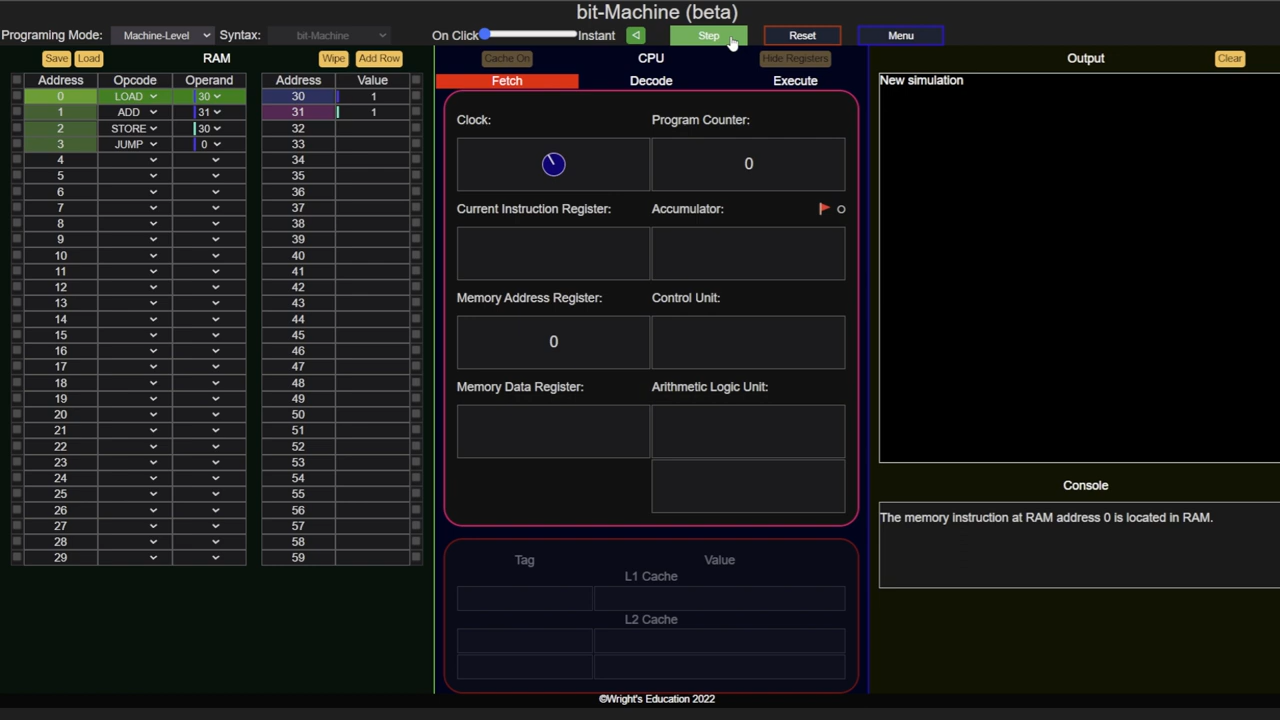 bit-Machine (beta)
Programing Mode: Machine-Level Syntax: bit-Machine On Click Instant Step Reset Menu
Save Load RAM Wipe Add Row
Address Opcode Operand Address Value
0 LOAD 30 30 1
1 ADD 31 31 1
2 STORE 30 32
3 JUMP 0 33
4 34
5 35
6 36
7 37
8 38
9 39
10 40
11 41
12 42
13 43
14 44
15 45
16 46
17 47
18 48
19 49
20 50
21 51
22 52
23 53
24 54
25 55
26 56
27 57
28 58
29 59
Cache On CPU Hide Registers
Fetch Decode Execute
Clock: Program Counter:
0
Current Instruction Register: Accumulator:
Memory Address Register: Control Unit:
0
Memory Data Register: Arithmetic Logic Unit:
Tag Value
L1 Cache
L2 Cache
Output Clear
New simulation
Console
The memory instruction at RAM address 0 is located in RAM.
©Wright's Education 2022